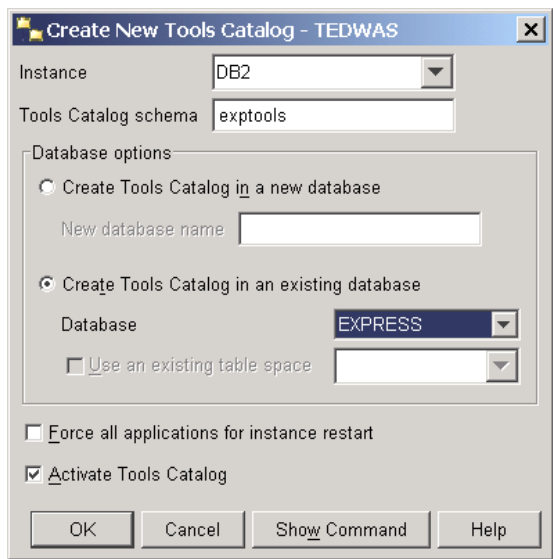 Create New Tools Catalog - TEDWAS
Instance DB2
Tools Catalog schema exptools
Database options
Create Tools Catalog in a new database
New database name
Create Tools Catalog in an existing database
Database EXPRESS
Use an existing table space
Force all applications for instance restart
Activate Tools Catalog
OK Cancel Show Command Help